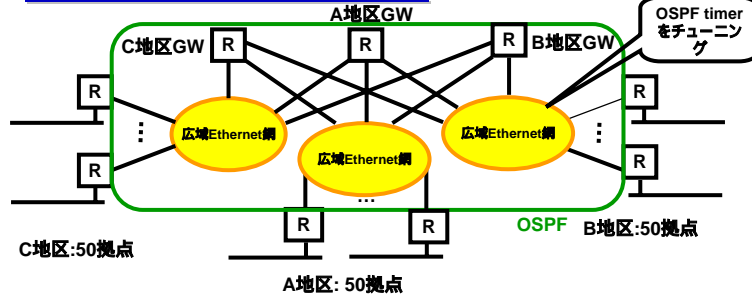 A地区GW
OSPF timer
をチューニン
グ
C地区GW
R
R
R
B地区GW
R
R
広域Ethernet網
広域Ethernet網
広域Ethernet網
...
...
R
R
...
R
R
OSPF
B地区:50拠点
C地区:50拠点
A地区: 50拠点